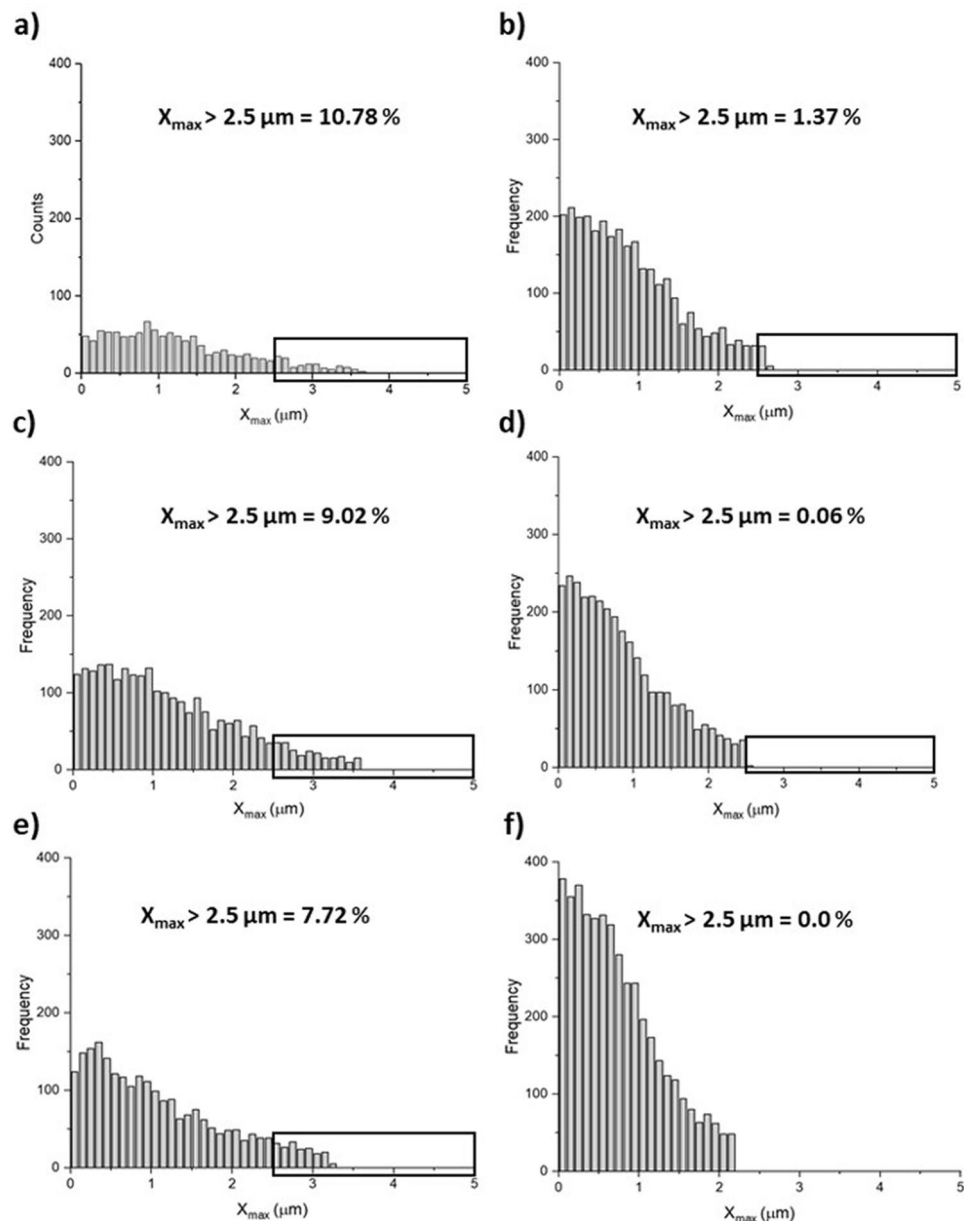 a)
400
300
200
100
0
Counts
X_max > 2.5 μm = 10.78 %
0 1 2 3 4 5
X_max (μm)
b)
400
300
200
100
0
Frequency
X_max > 2.5 μm = 1.37 %
0 1 2 3 4 5
X_max (μm)
c)
400
300
200
100
0
Frequency
X_max > 2.5 μm = 9.02 %
0 1 2 3 4 5
X_max (μm)
d)
400
300
200
100
0
Frequency
X_max > 2.5 μm = 0.06 %
0 1 2 3 4 5
X_max (μm)
e)
400
300
200
100
0
Frequency
X_max > 2.5 μm = 7.72 %
0 1 2 3 4 5
X_max (μm)
f)
400
300
200
100
0
Frequency
X_max > 2.5 μm = 0.0 %
0 1 2 3 4 5
X_max (μm)